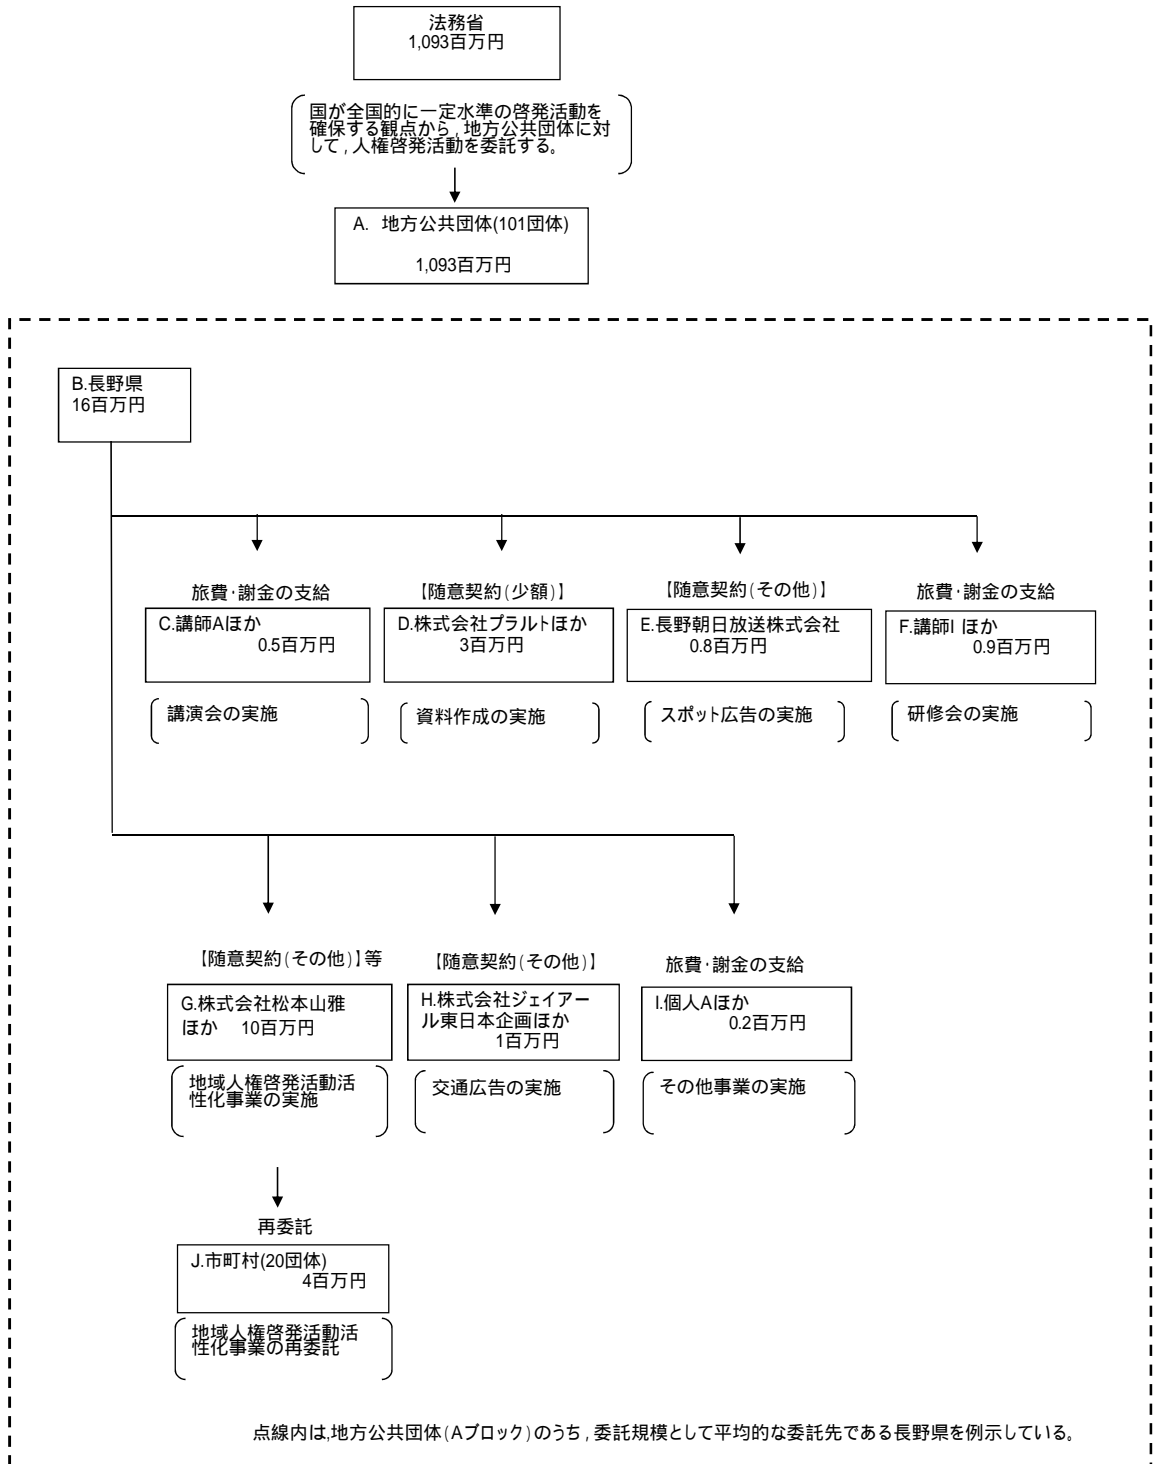 法務省
1,093百万円
国が全国的に一定水準の啓発活動を
確保する観点から,地方公共団体に対
して,人権啓発活動を委託する。
A. 地方公共団体(101団体)
1,093百万円
B.長野県
16百万円
旅費・謝金の支給
C.講師Aほか
0.5百万円
講演会の実施
【随意契約(少額)】
D.株式会社プラルトほか
3百万円
資料作成の実施
【随意契約(その他)】
E.長野朝日放送株式会社
0.8百万円
スポット広告の実施
旅費・謝金の支給
F.講師I ほか
0.9百万円
研修会の実施
【随意契約(その他)】等
G.株式会社松本山雅
ほか 10百万円
地域人権啓発活動活
性化事業の実施
【随意契約(その他)】
H.株式会社ジェイアー
ル東日本企画ほか
1百万円
交通広告の実施
旅費・謝金の支給
I.個人Aほか
0.2百万円
その他事業の実施
再委託
J.市町村(20団体)
4百万円
地域人権啓発活動活
性化事業の再委託
点線内は,地方公共団体(Aブロック)のうち,委託規模として平均的な委託先である長野県を例示している。